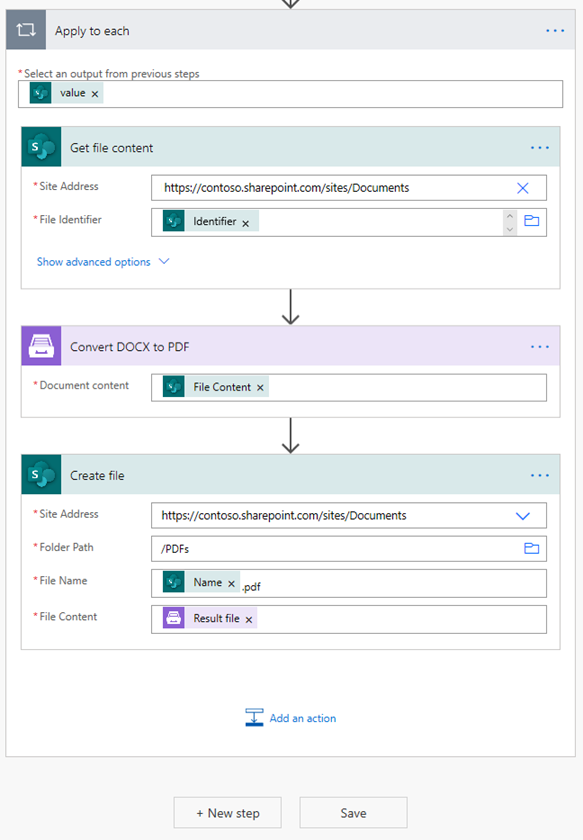 Apply to each
* Select an output from previous steps
value ×
Get file content
* Site Address
https://contoso.sharepoint.com/sites/Documents
* File Identifier
Identifier ×
Show advanced options
Convert DOCX to PDF
* Document content
File Content ×
Create file
* Site Address
https://contoso.sharepoint.com/sites/Documents
* Folder Path
/PDFs
* File Name
Name × .pdf
* File Content
Result file ×
Add an action
+ New step
Save